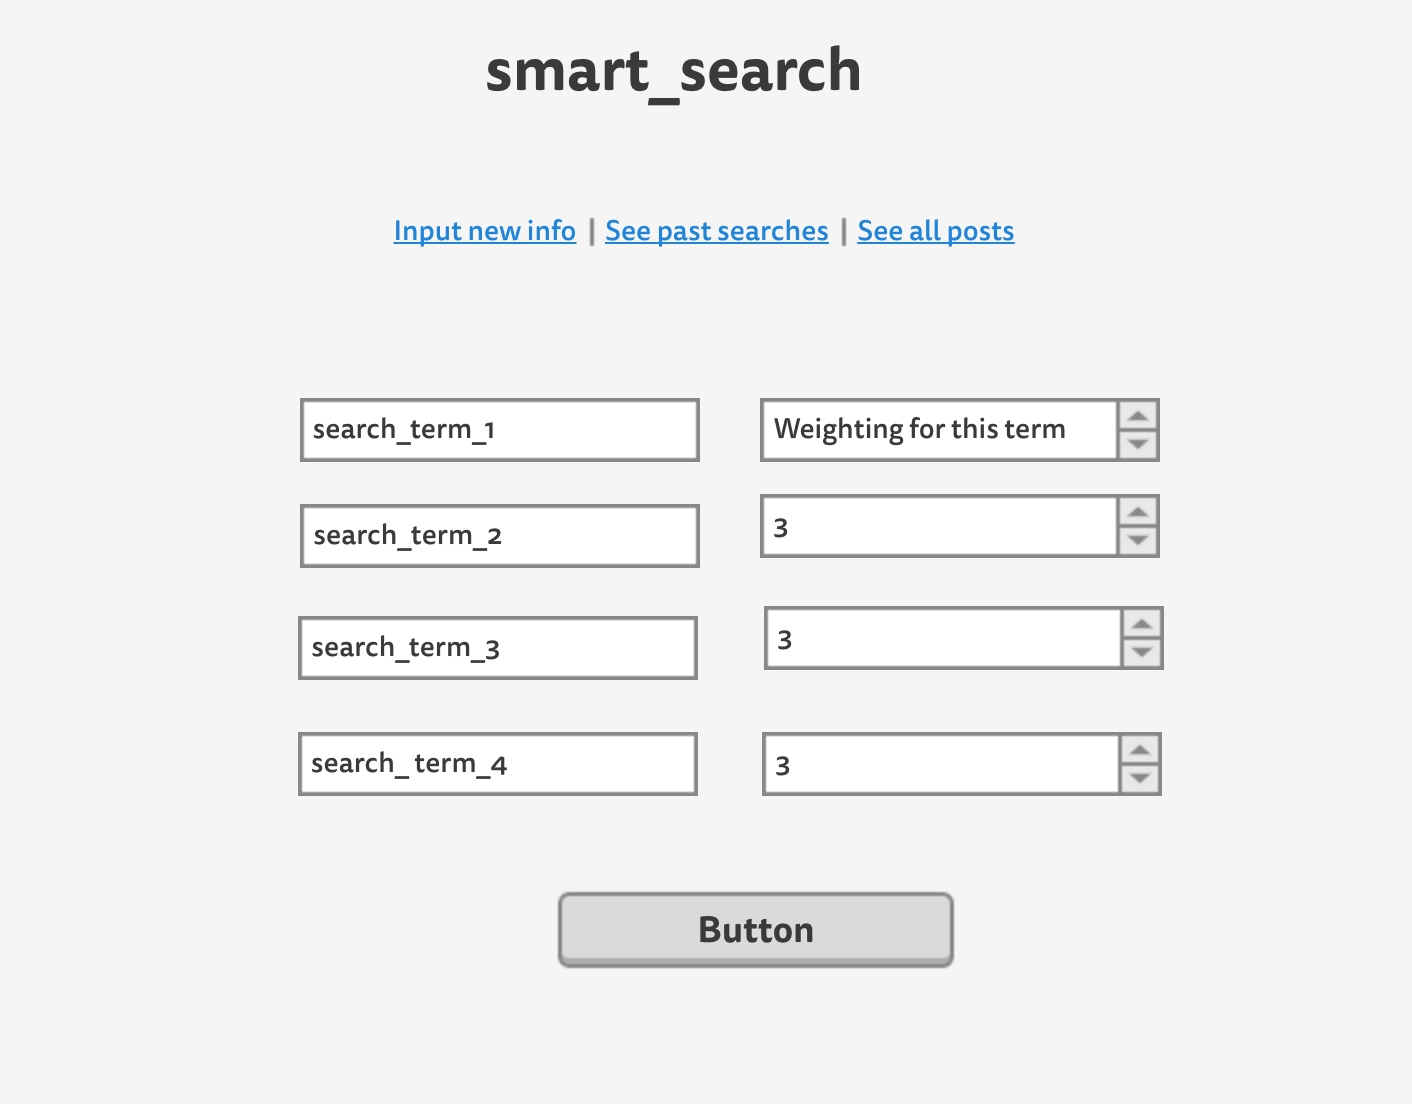 smart_search
Input new info | See past searches | See all posts
search_term_1
Weighting for this term
search_term_2
3
search_term_3
3
search_ term_4
3
Button